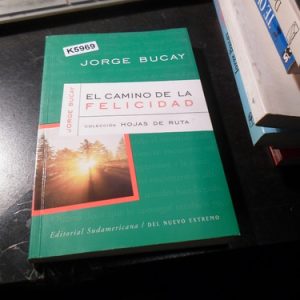 K5969
JORGE BUCAY
EL CAMINO DE LA
FELICIDAD
COLECCIÓN HOJAS DE RUTA
JORGE BUCAY
Editorial Sudamericana / DEL NUEVO EXTREMO